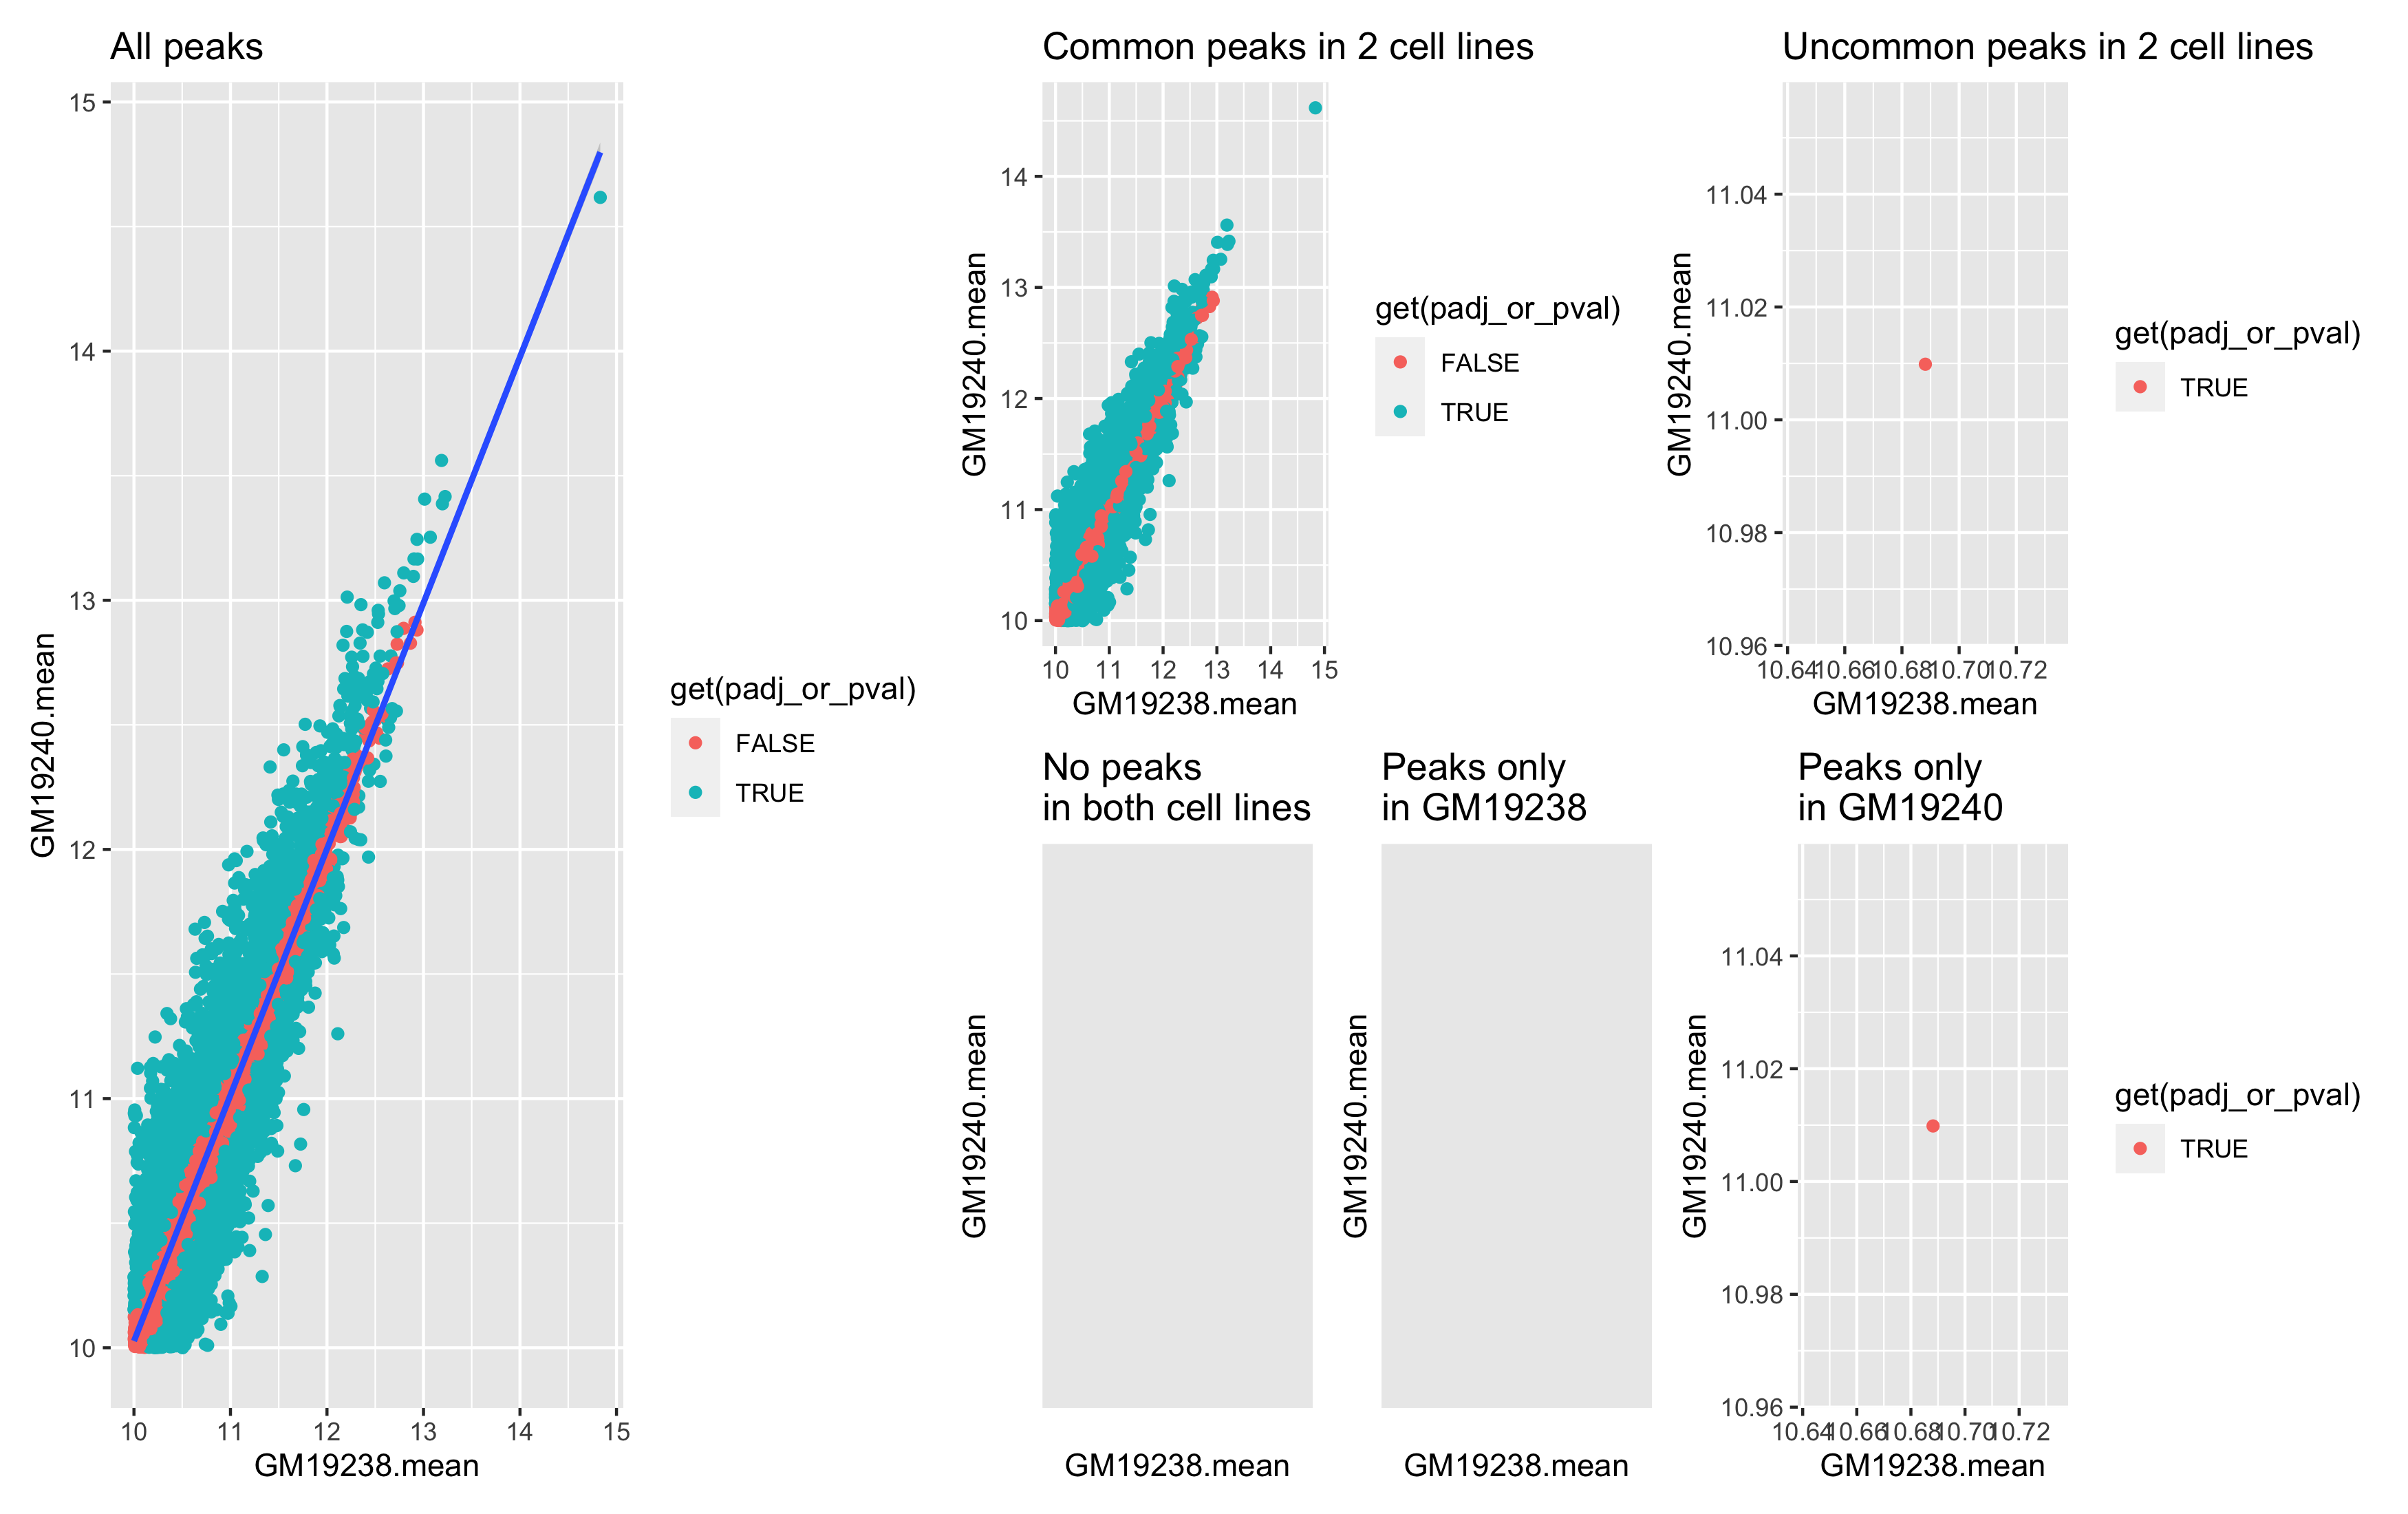 All peaks
15
14
13
12
11
10
10 11 12 13 14 15
GM19238.mean
GM19240.mean
get(padj_or_pval)
FALSE
TRUE
Common peaks in 2 cell lines
14
13
12
11
10
10 11 12 13 14 15
GM19238.mean
GM19240.mean
get(padj_or_pval)
FALSE
TRUE
Uncommon peaks in 2 cell lines
11.04
11.02
11.00
10.98
10.96
10.64 10.66 10.68 10.70 10.72
GM19238.mean
GM19240.mean
get(padj_or_pval)
TRUE
No peaks
in both cell lines
GM19240.mean
GM19238.mean
Peaks only
in GM19238
GM19240.mean
GM19238.mean
Peaks only
in GM19240
11.04
11.02
11.00
10.98
10.96
10.64 10.66 10.68 10.70 10.72
GM19238.mean
GM19240.mean
get(padj_or_pval)
TRUE